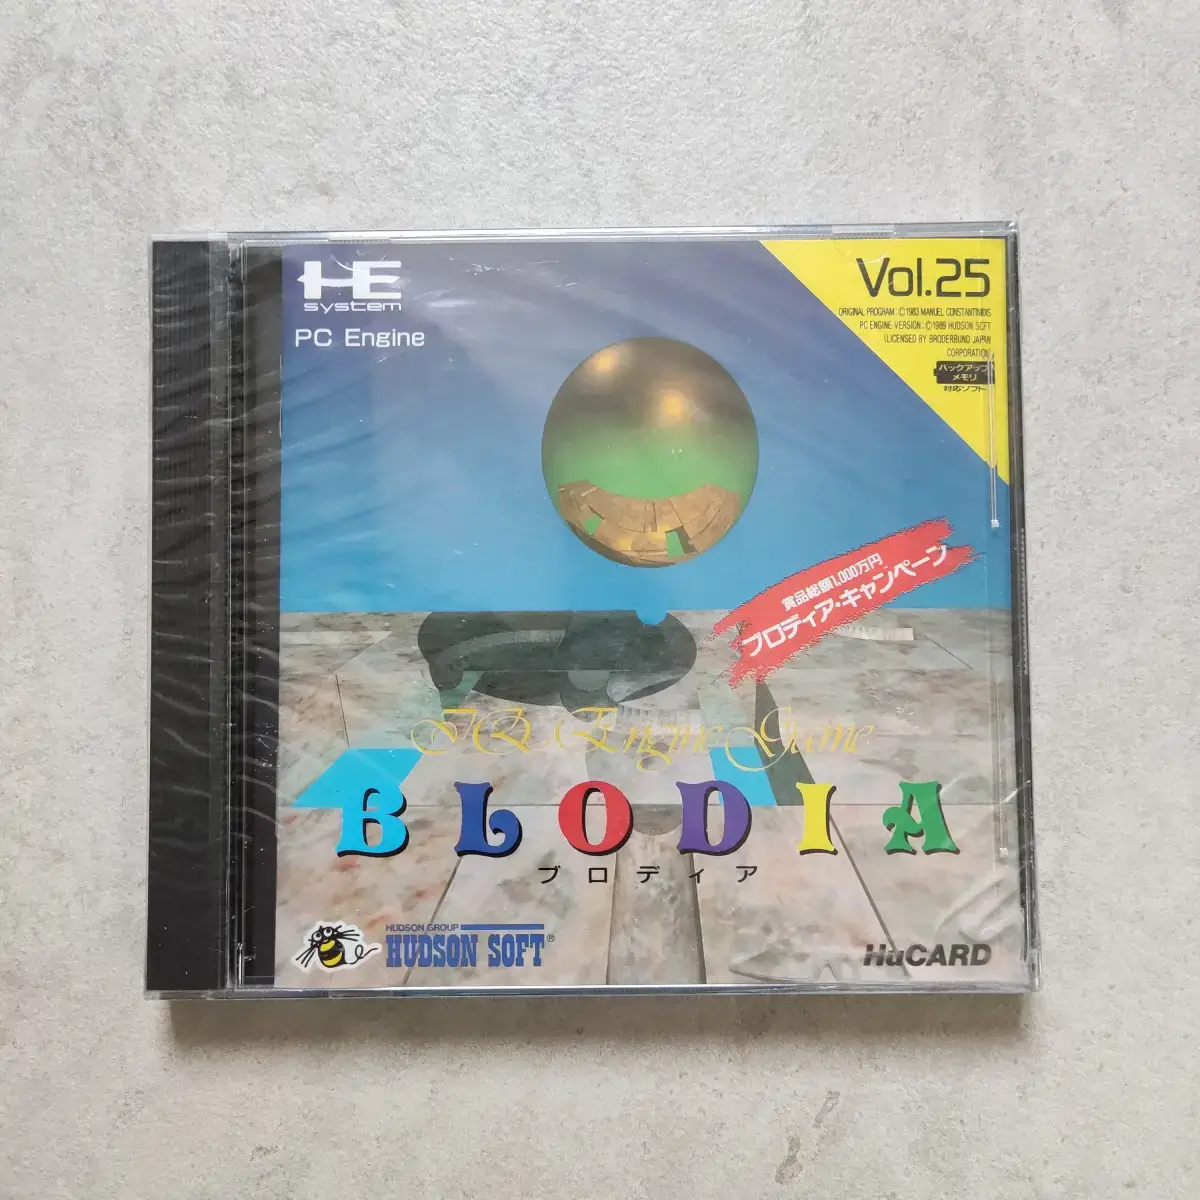 HE
system
PC Engine
Vol.25
ORIGINAL PROGRAM:©1983 MANUEL CONSTANTINIDIS
PC ENGINE VERSION:©1989 HUDSON SOFT
(LICENSED BY BRODERBUND JAPAN
CORPORATION)
バックアップ
メモリ
対応ソフト
賞品総額1,000万円
ブロディア・キャンペーン
IQ Engine Game
BLODIA
ブロディア
HUDSON GROUP
HUDSON SOFT®
HuCARD